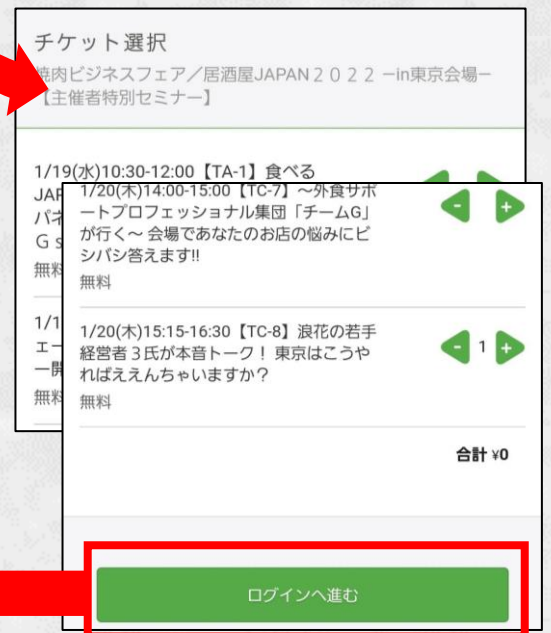 チケット選択
焼肉ビジネスフェア／居酒屋JAPAN２０２２ －in東京会場－
【主催者特別セミナー】
1/19(水)10:30-12:00【TA-1】食べる
JAP
パネ
G s
無料
1/1
エー
ー開
無料
1/20(木)14:00-15:00【TC-7】～外食サポ
ートプロフェッショナル集団「チームG」
が行く～ 会場であなたのお店の悩みにビ
シバシ答えます!!
無料
- +
1/20(木)15:15-16:30【TC-8】浪花の若手
経営者３氏が本音トーク！ 東京はこうや
ればええんちゃいますか？
無料
- 1 +
合計 ¥0
ログインへ進む